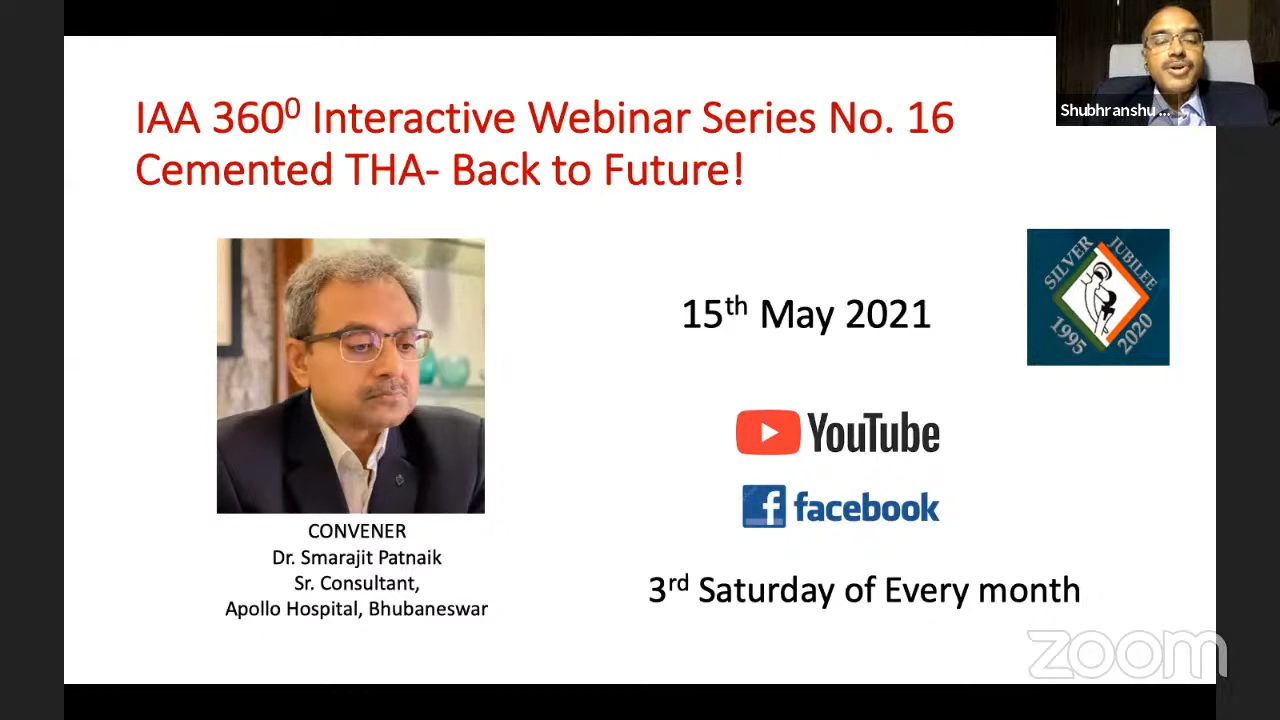 IAA 360⁰ Interactive Webinar Series No. 16
Cemented THA- Back to Future!
Shubhranshu ...
SILVER JUBILEE
1995 2020
15th May 2021
YouTube
facebook
CONVENER
Dr. Smarajit Patnaik
Sr. Consultant,
Apollo Hospital, Bhubaneswar
3rd Saturday of Every month
zoom